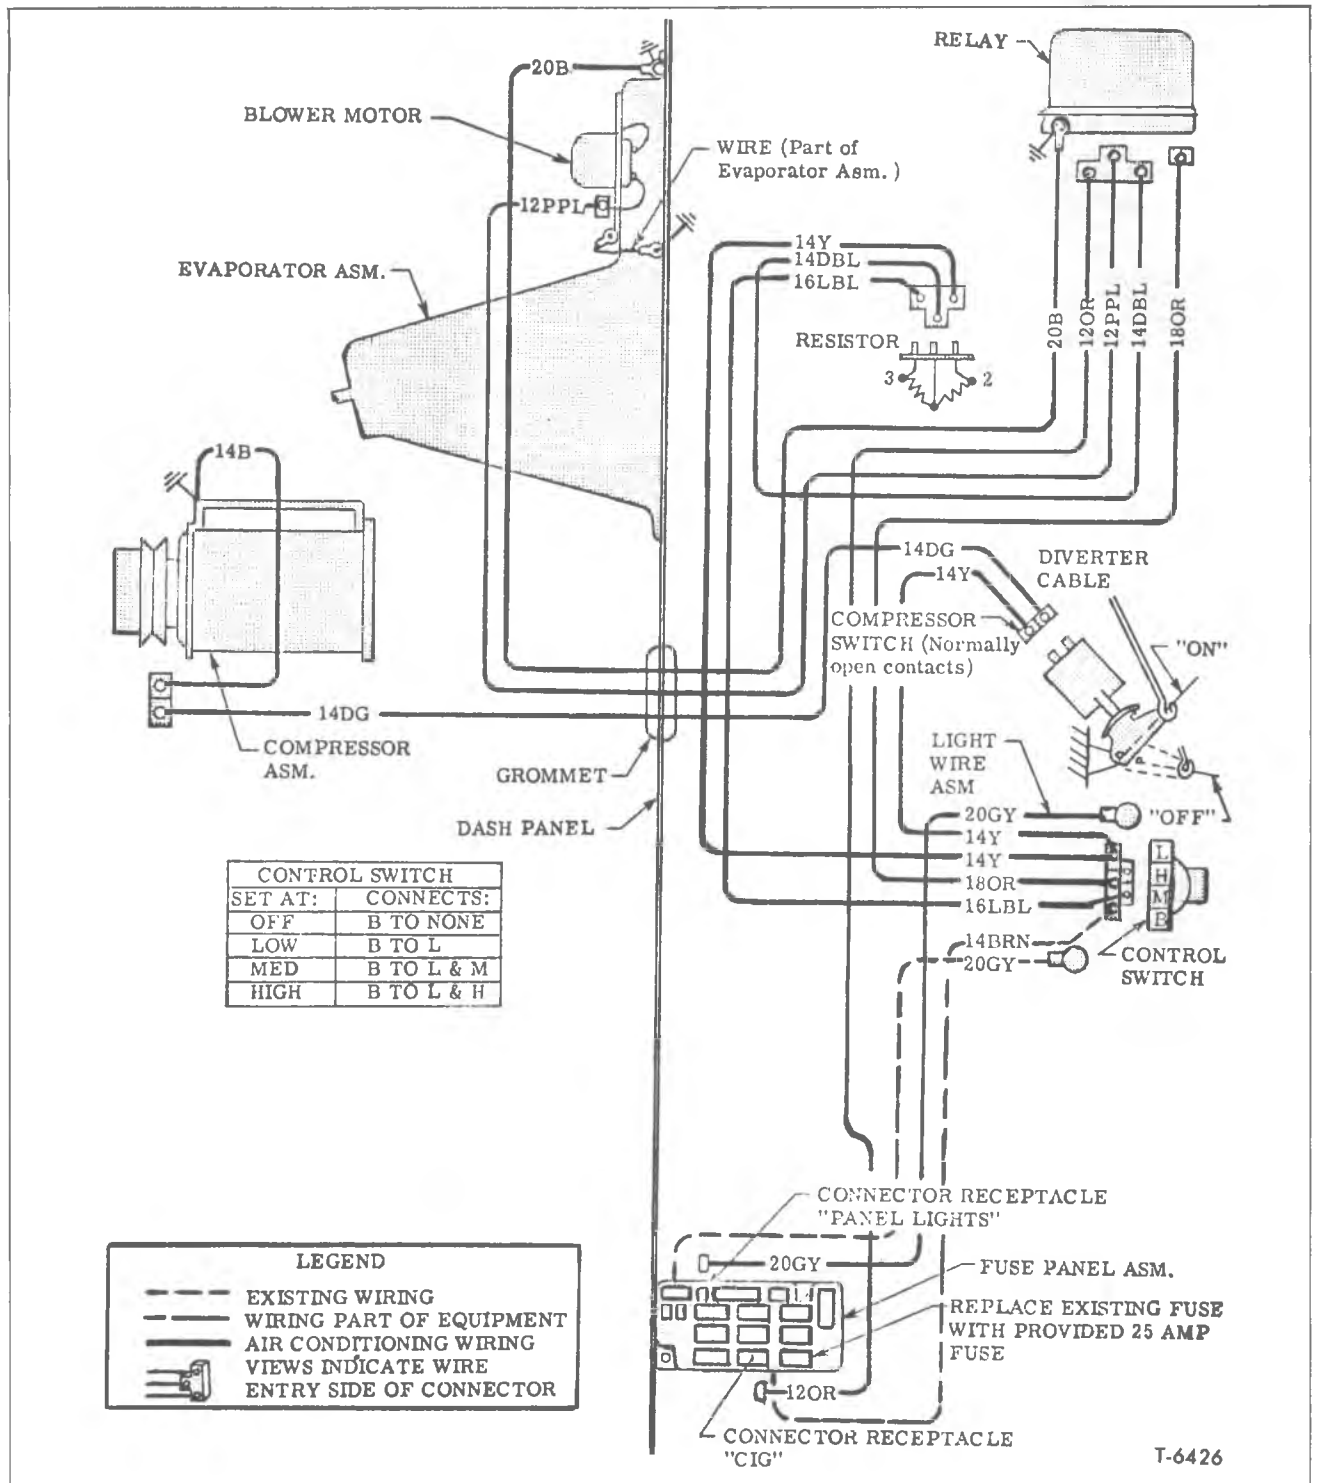 RELAY
20B
BLOWER MOTOR
WIRE (Part of
Evaporator Asm.)
12PPL
14Y
14DBL
16LBL
EVAPORATOR ASM.
20B
12OR
12PPL
14DBL
18OR
RESISTOR
3
2
14B
14DG
14Y
DIVERTER
CABLE
COMPRESSOR
SWITCH (Normally
open contacts)
"ON"
14DG
COMPRESSOR
ASM.
GROMMET
LIGHT
WIRE
ASM
DASH PANEL
20GY
"OFF"
14Y
14Y
18OR
16LBL
L
H
M
B
CONTROL SWITCH
SET AT: CONNECTS:
OFF B TO NONE
LOW B TO L
MED B TO L & M
HIGH B TO L & H
14BRN
20GY
CONTROL
SWITCH
CONNECTOR RECEPTACLE
"PANEL LIGHTS"
20GY
FUSE PANEL ASM.
REPLACE EXISTING FUSE
WITH PROVIDED 25 AMP
FUSE
LEGEND
EXISTING WIRING
WIRING PART OF EQUIPMENT
AIR CONDITIONING WIRING
VIEWS INDICATE WIRE
ENTRY SIDE OF CONNECTOR
12OR
CONNECTOR RECEPTACLE
"CIG"
T-6426